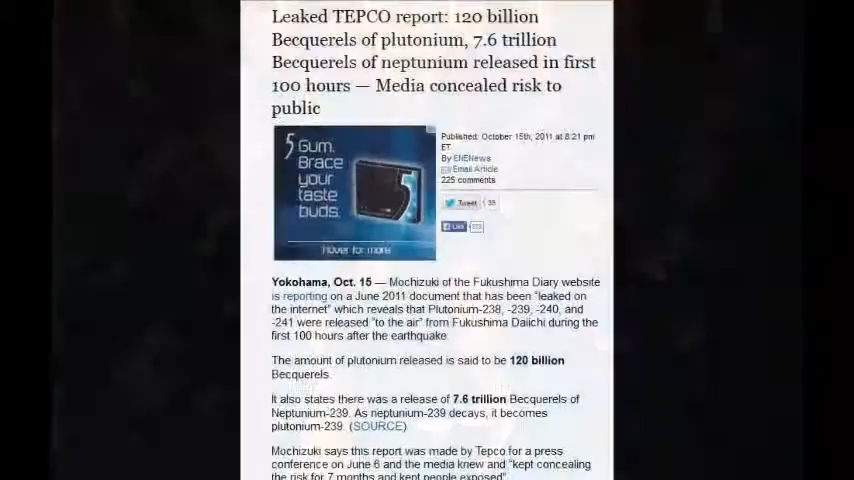 Leaked TEPCO report: 120 billion
Becquerels of plutonium, 7.6 trillion
Becquerels of neptunium released in first
100 hours — Media concealed risk to
public
5 Gum.
Brace
your
taste
buds.
hover for more
Published: October 15th, 2011 at 8:21 pm
ET
By ENENews
Email Article
225 comments
Tweet
Like
Yokohama, Oct. 15 — Mochizuki of the Fukushima Diary website
is reporting on a June 2011 document that has been "leaked on
the internet" which reveals that Plutonium-238, -239, -240, and
-241 were released "to the air" from Fukushima Daiichi during the
first 100 hours after the earthquake
The amount of plutonium released is said to be 120 billion
Becquerels
It also states there was a release of 7.6 trillion Becquerels of
Neptunium-239. As neptunium-239 decays, it becomes
plutonium-239. (SOURCE)
Mochizuki says this report was made by Tepco for a press
conference on June 6 and the media knew and "kept concealing
the risk for 7 months and kept people exposed"